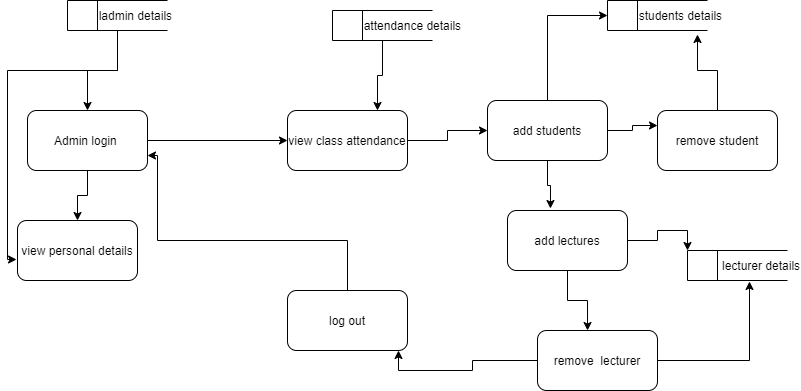 ladmin details
attendance details
students details
Admin login
view class attendance
add students
remove student
view personal details
add lectures
lecturer details
log out
remove lecturer